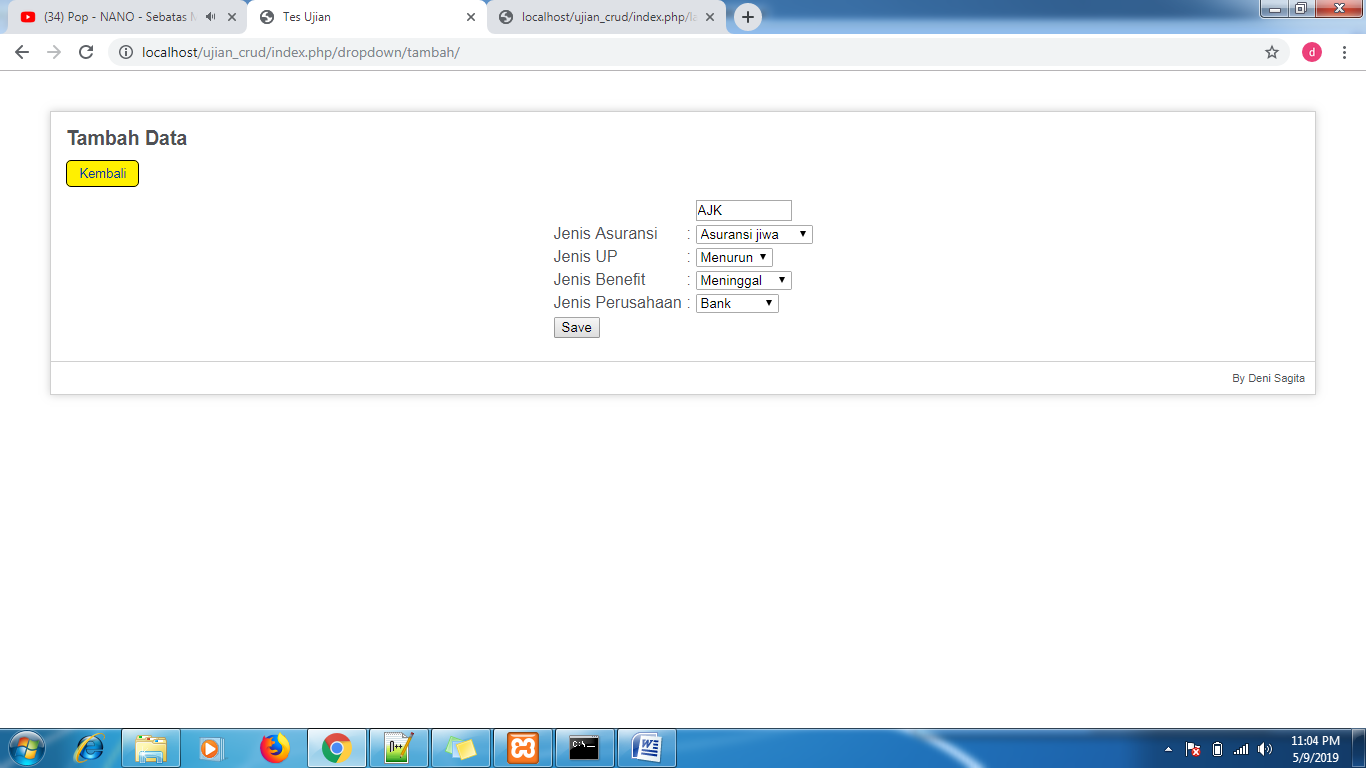 (34) Pop - NANO - Sebatas M
Tes Ujian
localhost/ujian_crud/index.php/la
localhost/ujian_crud/index.php/dropdown/tambah/
d
Tambah Data
Kembali
AJK
Jenis Asuransi : Asuransi jiwa
Jenis UP : Menurun
Jenis Benefit : Meninggal
Jenis Perusahaan : Bank
Save
By Deni Sagita
11:04 PM
5/9/2019